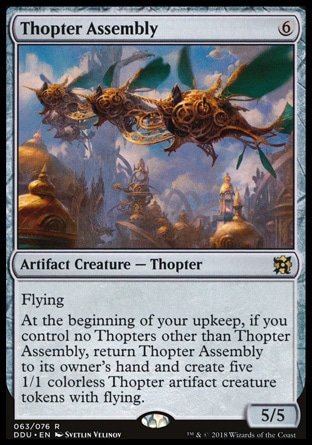 Thopter Assembly 6
Artifact Creature — Thopter
Flying
At the beginning of your upkeep, if you
control no Thopters other than Thopter
Assembly, return Thopter Assembly
to its owner's hand and create five
1/1 colorless Thopter artifact creature
tokens with flying.
5/5
063/076 R
DDU • EN Svetlin Velinov ™ & © 2018 Wizards of the Coast